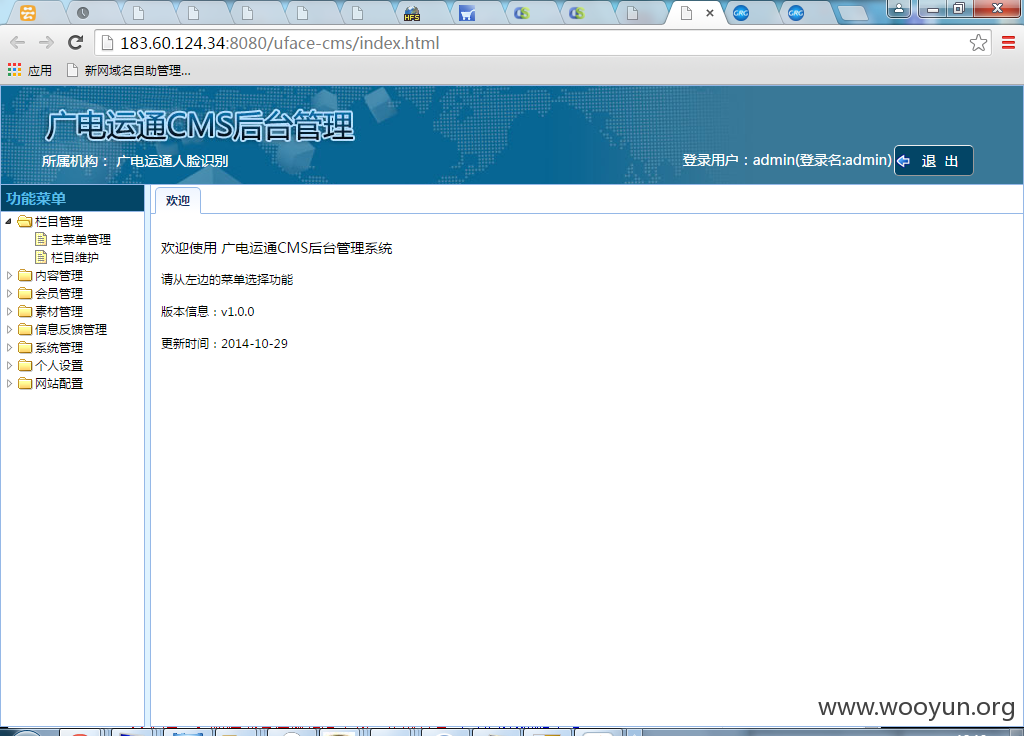 183.60.124.34:8080/uface-cms/index.html
应用 新网域名自助管理...
广电运通CMS后台管理
所属机构： 广电运通人脸识别
登录用户：admin(登录名:admin) 退 出
功能菜单
欢迎
栏目管理
主菜单管理
栏目维护
内容管理
会员管理
素材管理
信息反馈管理
系统管理
个人设置
网站配置
欢迎使用 广电运通CMS后台管理系统
请从左边的菜单选择功能
版本信息：v1.0.0
更新时间：2014-10-29
www.wooyun.org